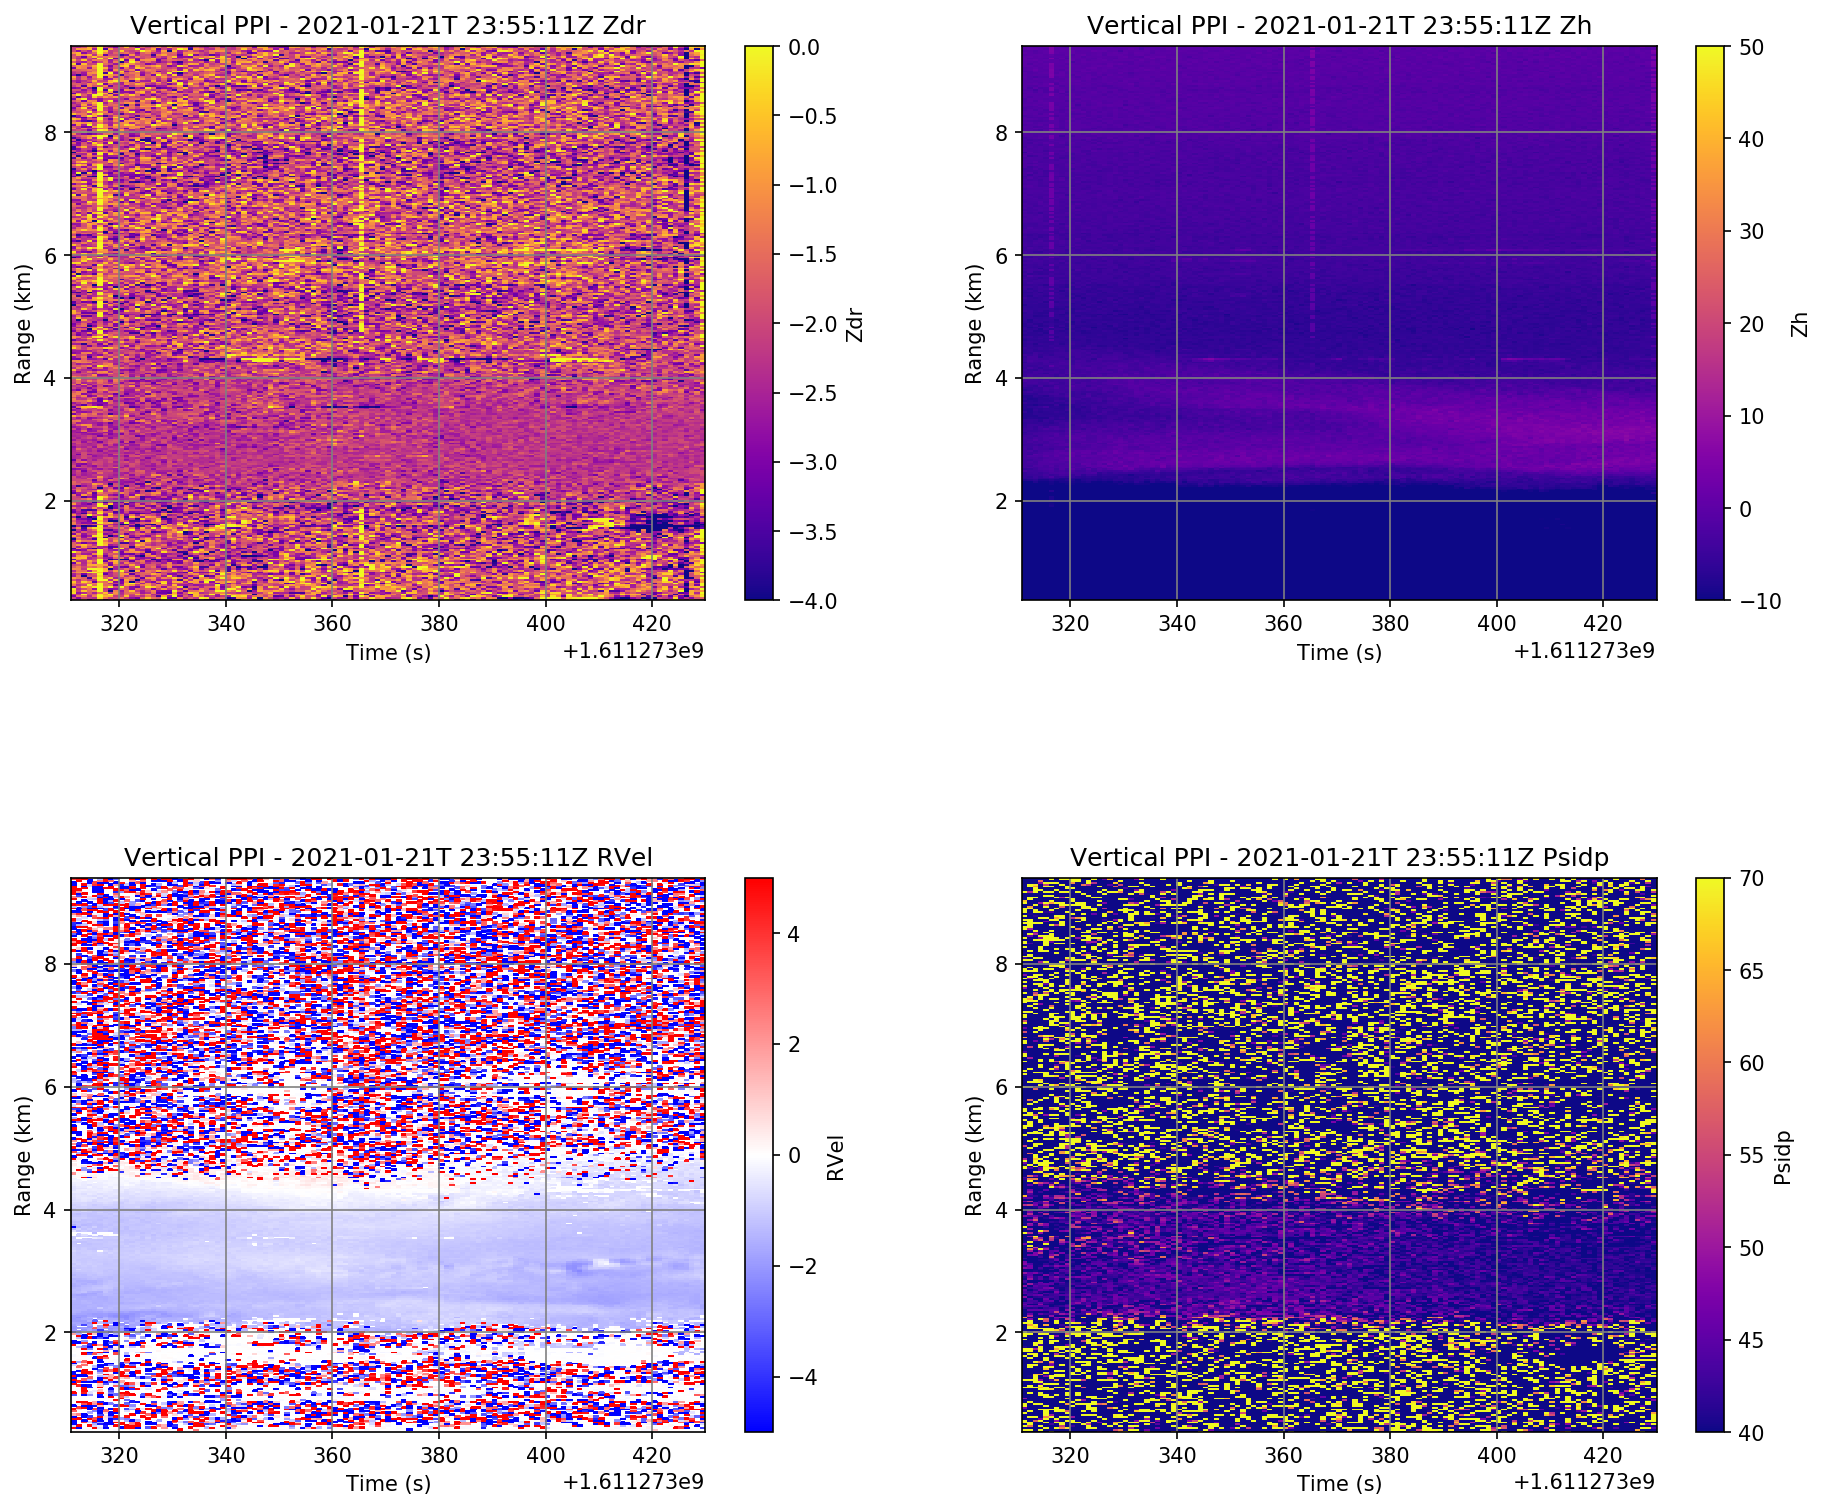 Vertical PPI - 2021-01-21T 23:55:11Z Zdr
8
6
4
2
Range (km)
320 340 360 380 400 420
Time (s)
+1.611273e9
0.0
−0.5
−1.0
−1.5
−2.0
−2.5
−3.0
−3.5
−4.0
Zdr
Vertical PPI - 2021-01-21T 23:55:11Z Zh
8
6
4
2
Range (km)
320 340 360 380 400 420
Time (s)
+1.611273e9
50
40
30
20
10
0
−10
Zh
Vertical PPI - 2021-01-21T 23:55:11Z RVel
8
6
4
2
Range (km)
320 340 360 380 400 420
Time (s)
+1.611273e9
4
2
0
−2
−4
RVel
Vertical PPI - 2021-01-21T 23:55:11Z Psidp
8
6
4
2
Range (km)
320 340 360 380 400 420
Time (s)
+1.611273e9
70
65
60
55
50
45
40
Psidp